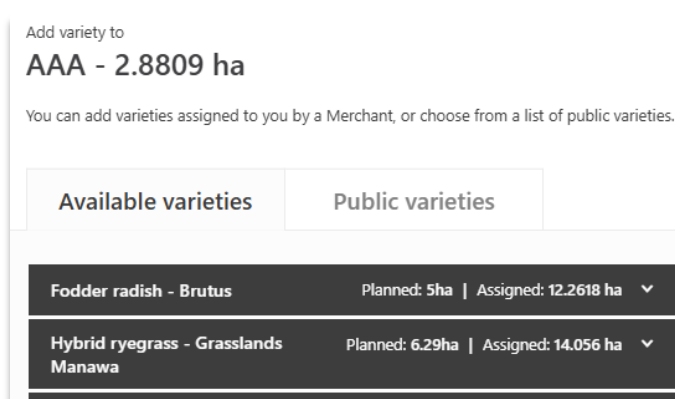 Add variety to
AAA - 2.8809 ha
You can add varieties assigned to you by a Merchant, or choose from a list of public varieties.
Available varieties
Public varieties
Fodder radish - Brutus
Planned: 5ha | Assigned: 12.2618 ha
Hybrid ryegrass - Grasslands
Manawa
Planned: 6.29ha | Assigned: 14.056 ha